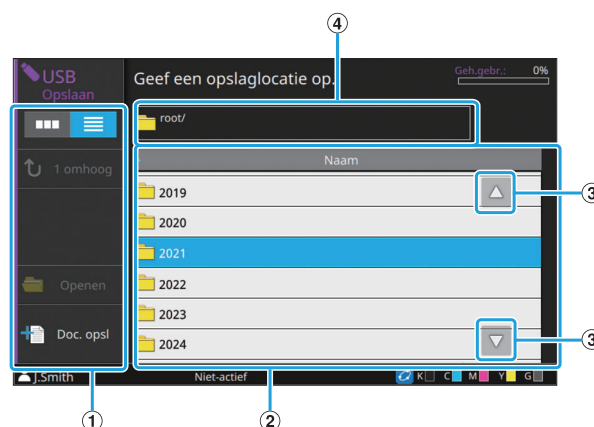 ④
USB
Opslaan
Geef een opslaglocatie op.
Geh.gebr.: 0%
root/
1 omhoog
Openen
Doc. opsl
Naam
2019
2020
2021
2022
2023
2024
③
③
J.Smith
Niet-actief
K C M Y G
①
②